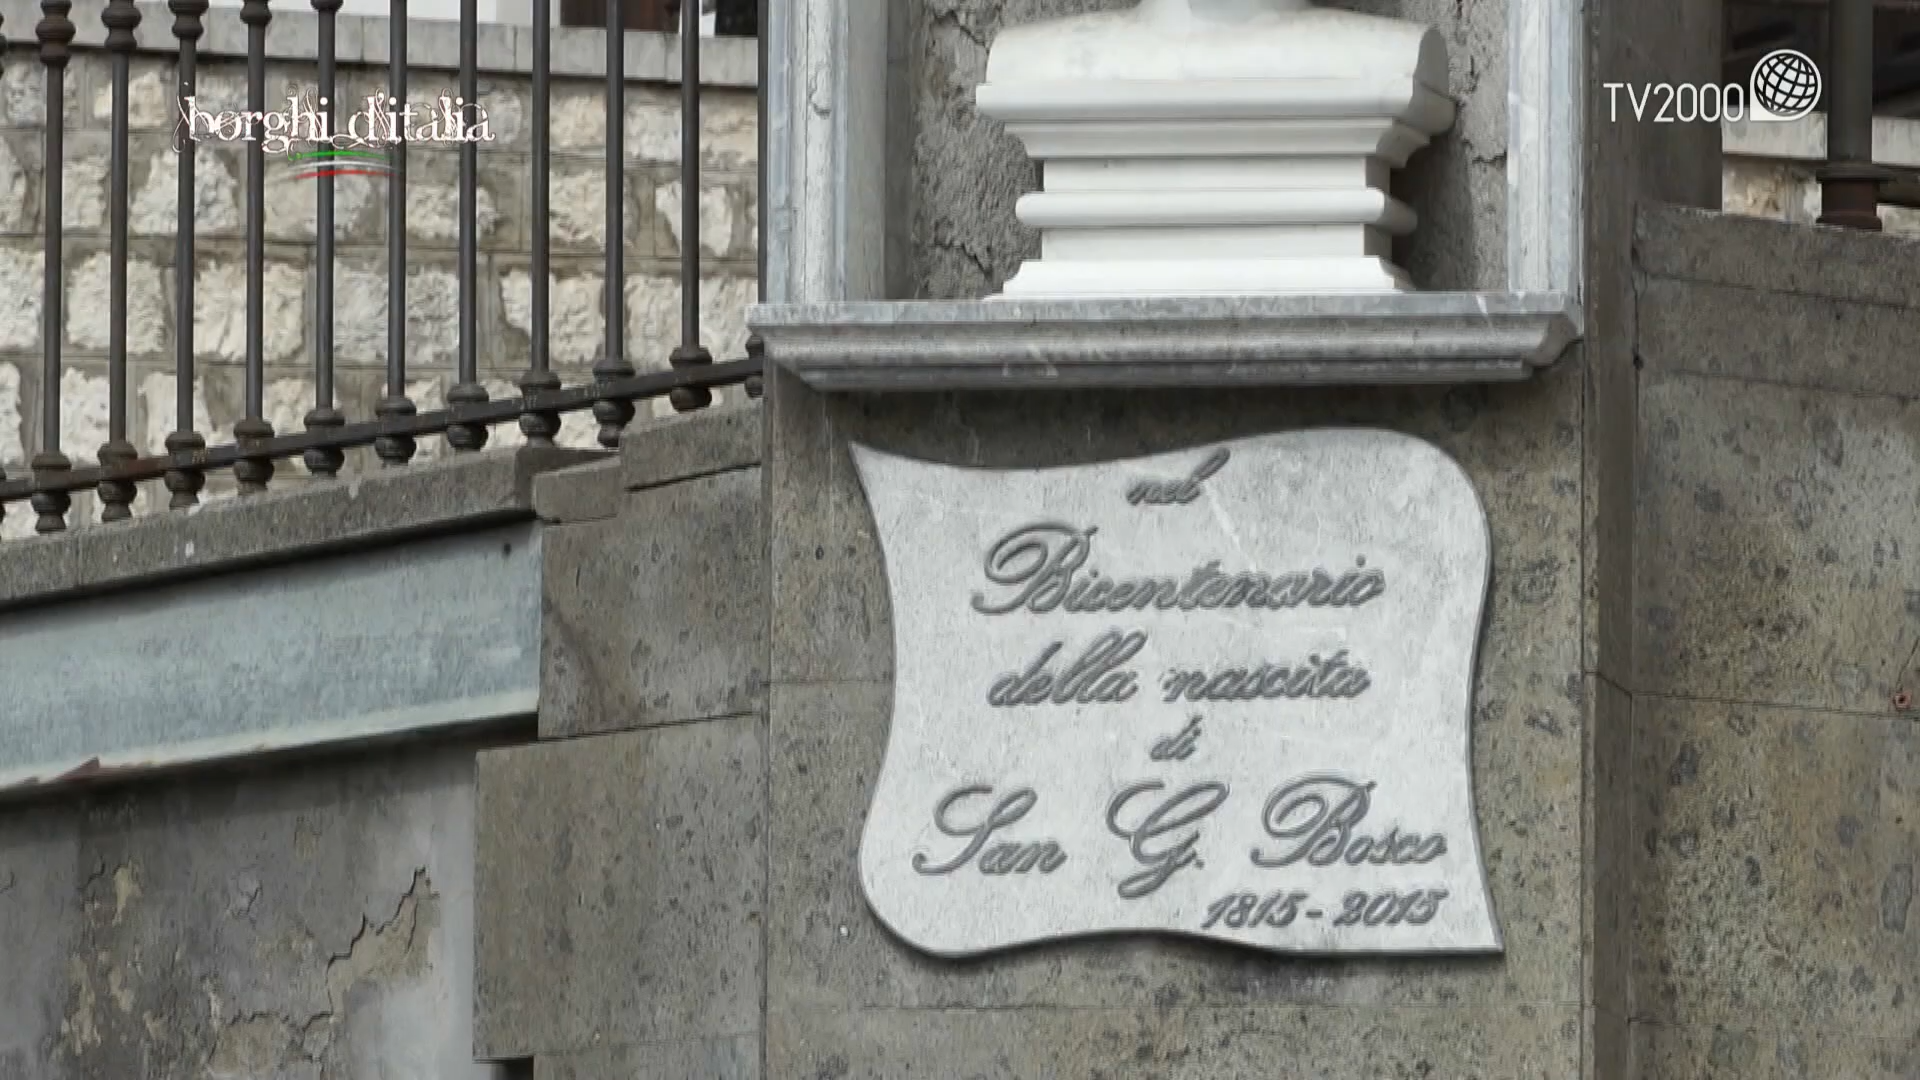 borghi d'italia
TV2000
nel
Bicentenario
della nascita
di
San G. Bosco
1815-2015